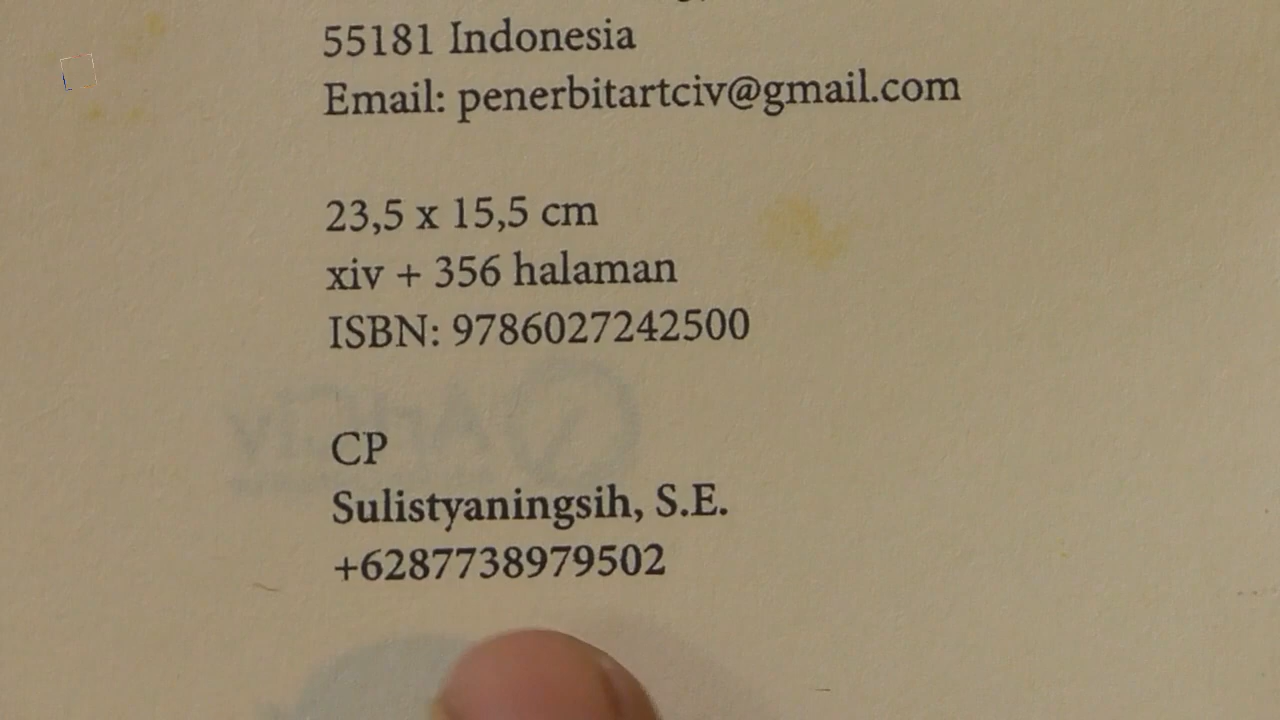 55181 Indonesia
Email: penerbitartciv@gmail.com
23,5 x 15,5 cm
xiv + 356 halaman
ISBN: 9786027242500
CP
Sulistyaningsih, S.E.
+6287738979502